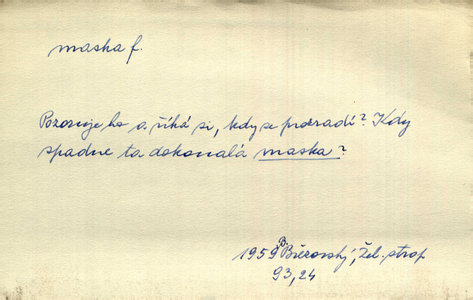 maska f.
Pozoruje ho a říká si, kdy se prozradí? Kdy
spadne ta dokonalá maska?
1959 B. Březovský, Žel. strop
93,24